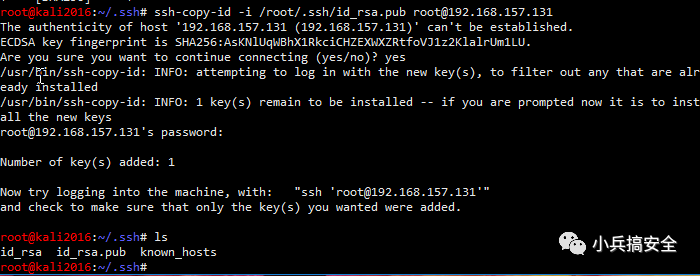 root@kali2016:~/.ssh# ssh-copy-id -i /root/.ssh/id_rsa.pub root@192.168.157.131
The authenticity of host '192.168.157.131 (192.168.157.131)' can't be established.
ECDSA key fingerprint is SHA256:AsKNlUqWBhX1RkciCHZEXWXZRtfoVJ1z2KlalrUm1LU.
Are you sure you want to continue connecting (yes/no)? yes
/usr/bin/ssh-copy-id: INFO: attempting to log in with the new key(s), to filter out any that are alr
eady installed
/usr/bin/ssh-copy-id: INFO: 1 key(s) remain to be installed -- if you are prompted now it is to inst
all the new keys
root@192.168.157.131's password:
Number of key(s) added: 1
Now try logging into the machine, with:   "ssh 'root@192.168.157.131'"
and check to make sure that only the key(s) you wanted were added.
root@kali2016:~/.ssh# ls
id_rsa  id_rsa.pub  known_hosts
root@kali2016:~/.ssh#
小兵搞安全